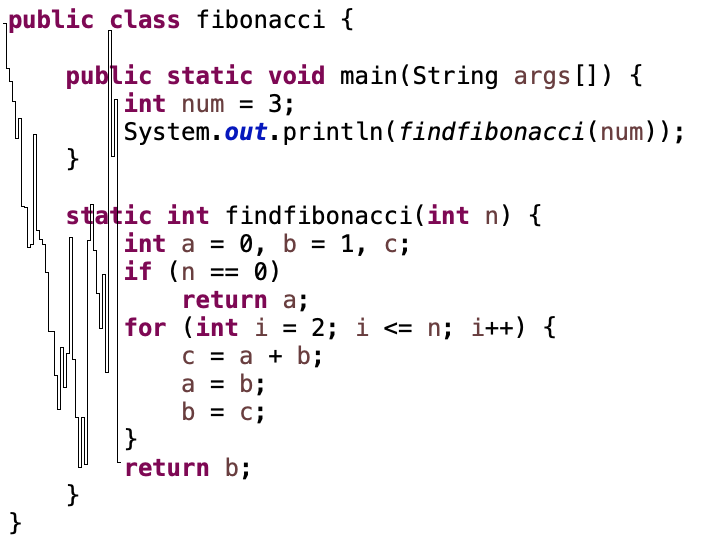 public class fibonacci {
public static void main(String args[]) {
int num = 3;
System.out.println(findfibonacci(num));
}
static int findfibonacci(int n) {
int a = 0, b = 1, c;
if (n == 0)
return a;
for (int i = 2; i <= n; i++) {
c = a + b;
a = b;
b = c;
}
return b;
}
}